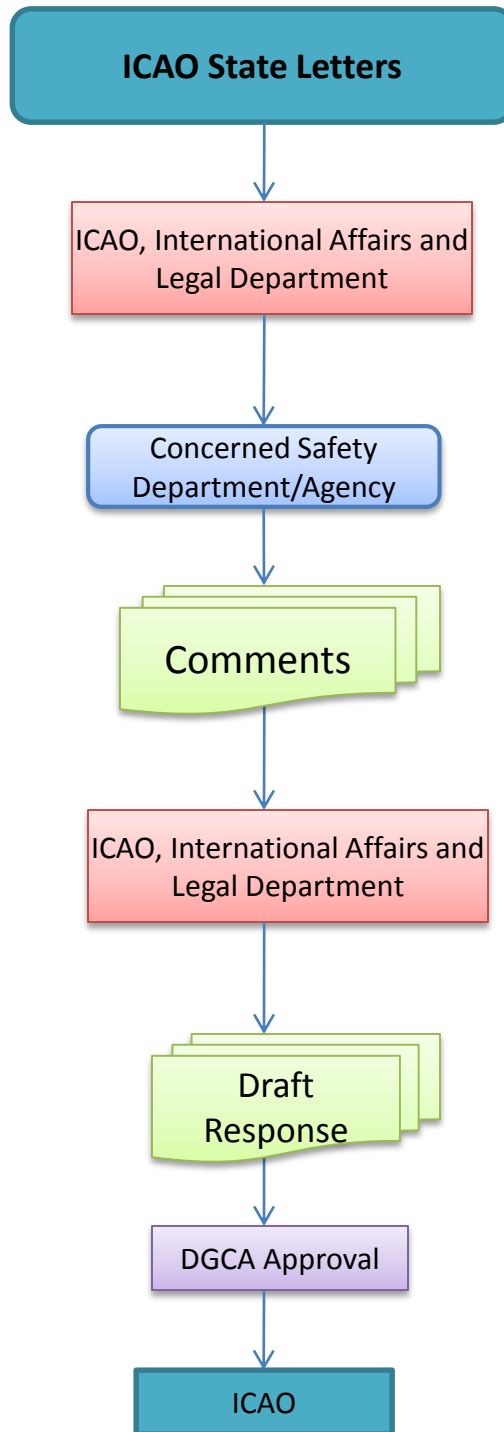 ICAO State Letters
ICAO, International Affairs and
Legal Department
Concerned Safety
Department/Agency
Comments
ICAO, International Affairs and
Legal Department
Draft
Response
DGCA Approval
ICAO